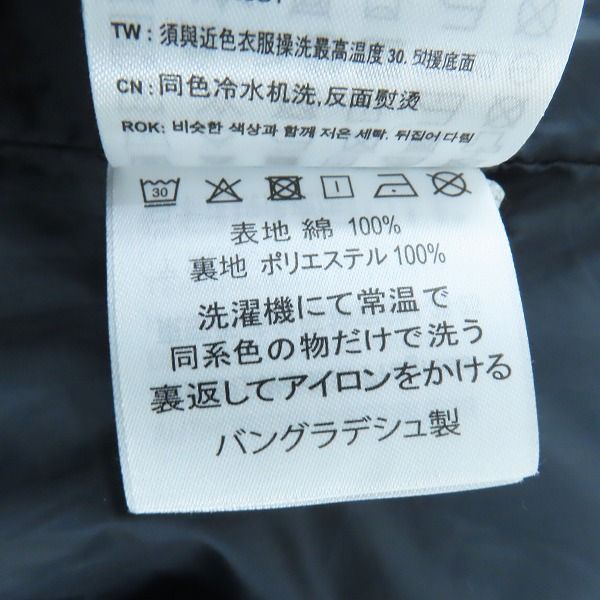 TW : 須與近色衣服操洗最高溫度30.
CN : 同色冷水机洗,反面熨烫
ROK: 비슷한 색상과 함께 저온 세탁. 뒤집어 다림
30
表地 綿 100%
裏地 ポリエステル 100%
洗濯機にて常温で
同系色の物だけで洗う
裏返してアイロンをかける
バングラデシュ製